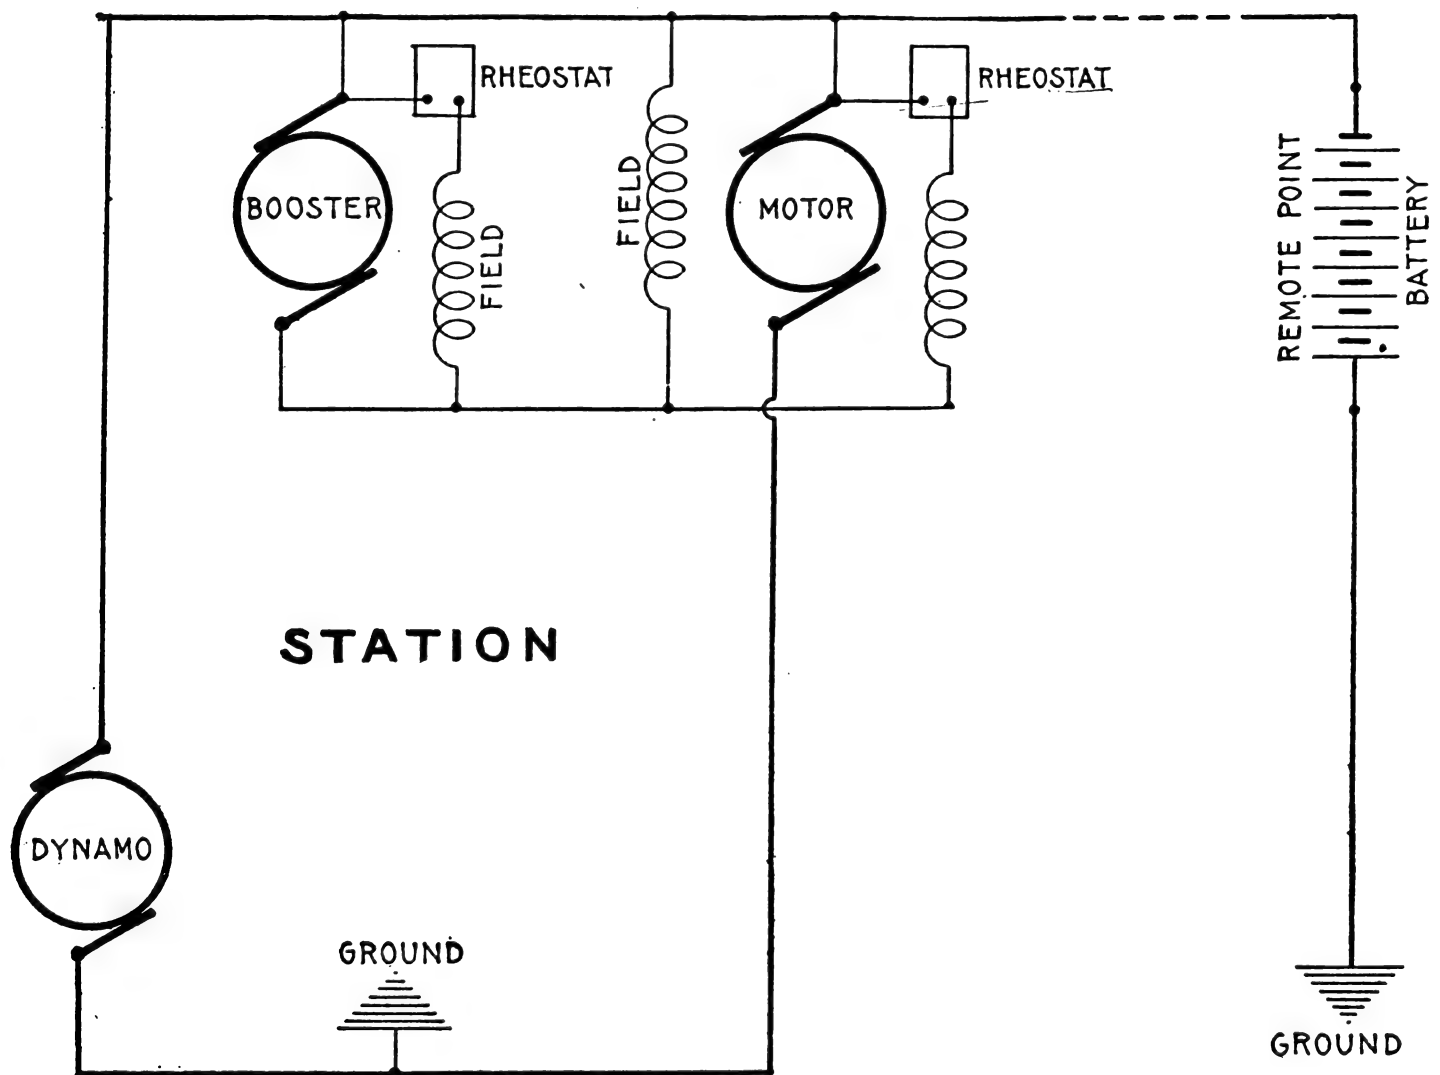 RHEOSTAT
RHEOSTAT
BOOSTER
FIELD
FIELD
MOTOR
REMOTE POINT
BATTERY
STATION
DYNAMO
GROUND
GROUND